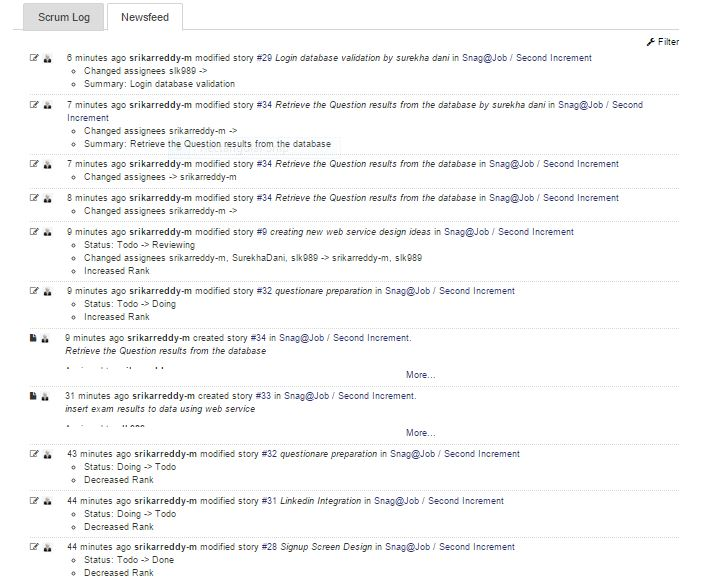 Scrum Log
Newsfeed
Filter
6 minutes ago srikarreddy-m modified story #29 Login database validation by surekha dani in Snag@Job / Second Increment
Changed assignees slk989 ->
Summary: Login database validation
7 minutes ago srikarreddy-m modified story #34 Retrieve the Question results from the database by surekha dani in Snag@Job / Second
Increment
Changed assignees srikarreddy-m ->
Summary: Retrieve the Question results from the database
7 minutes ago srikarreddy-m modified story #34 Retrieve the Question results from the database in Snag@Job / Second Increment
Changed assignees -> srikarreddy-m
8 minutes ago srikarreddy-m modified story #34 Retrieve the Question results from the database in Snag@Job / Second Increment
Changed assignees srikarreddy-m ->
9 minutes ago srikarreddy-m modified story #9 creating new web service design ideas in Snag@Job / Second Increment
Status: Todo -> Reviewing
Changed assignees srikarreddy-m, SurekhaDani, slk989 -> srikarreddy-m, slk989
Increased Rank
9 minutes ago srikarreddy-m modified story #32 questionare preparation in Snag@Job / Second Increment
Status: Todo -> Doing
Increased Rank
9 minutes ago srikarreddy-m created story #34 in Snag@Job / Second Increment.
Retrieve the Question results from the database
More...
31 minutes ago srikarreddy-m created story #33 in Snag@Job / Second Increment.
insert exam results to data using web service
More...
43 minutes ago srikarreddy-m modified story #32 questionare preparation in Snag@Job / Second Increment
Status: Doing -> Todo
Decreased Rank
44 minutes ago srikarreddy-m modified story #31 Linkedin Integration in Snag@Job / Second Increment
Status: Doing -> Todo
Decreased Rank
44 minutes ago srikarreddy-m modified story #28 Signup Screen Design in Snag@Job / Second Increment
Status: Todo -> Done
Decreased Rank